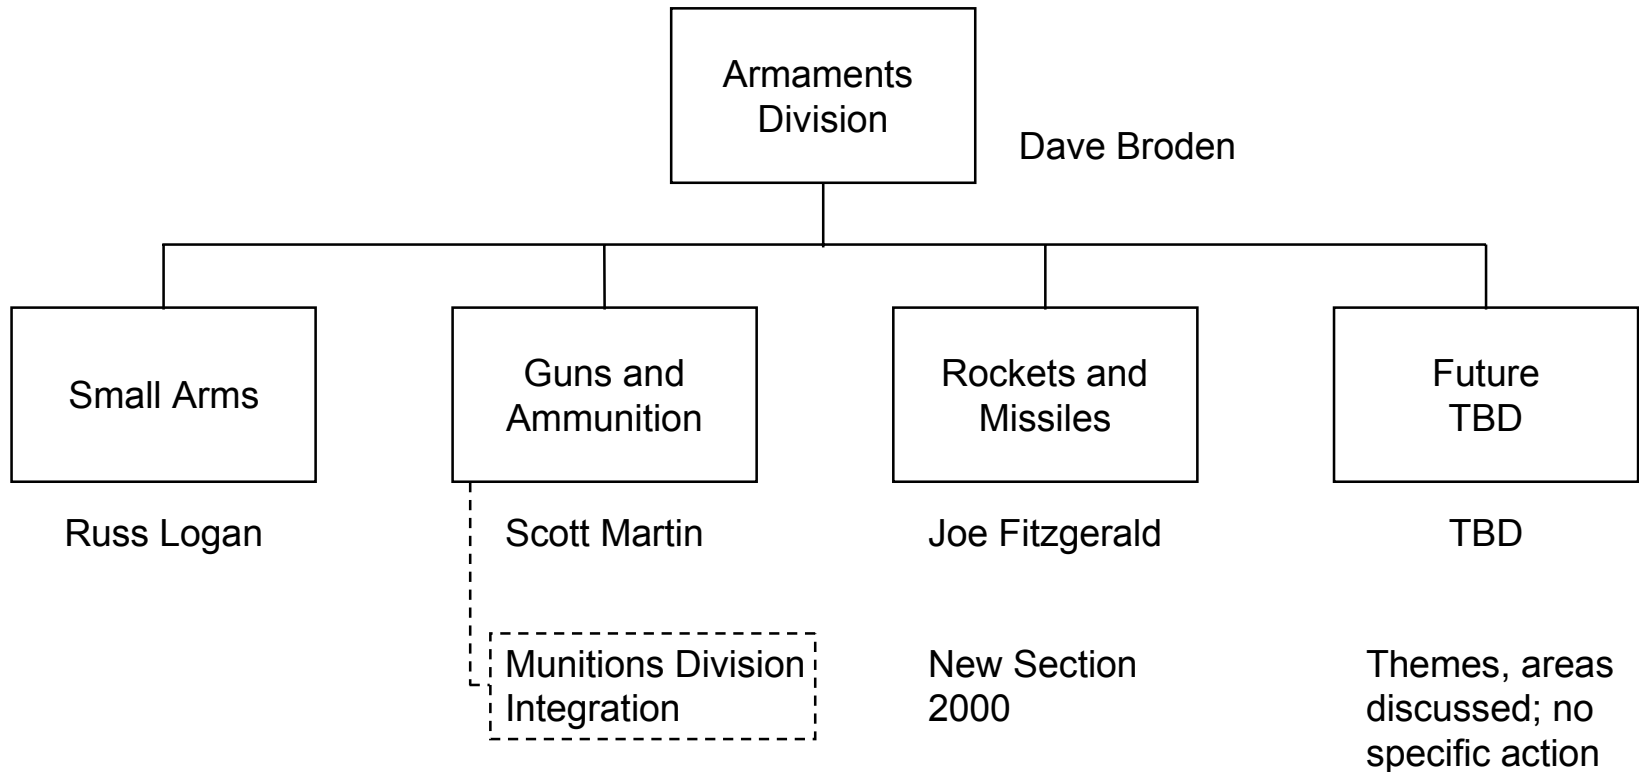 Armaments
Division
Dave Broden
Small Arms
Guns and
Ammunition
Rockets and
Missiles
Future
TBD
Russ Logan
Scott Martin
Joe Fitzgerald
TBD
Munitions Division
Integration
New Section
2000
Themes, areas
discussed; no
specific action